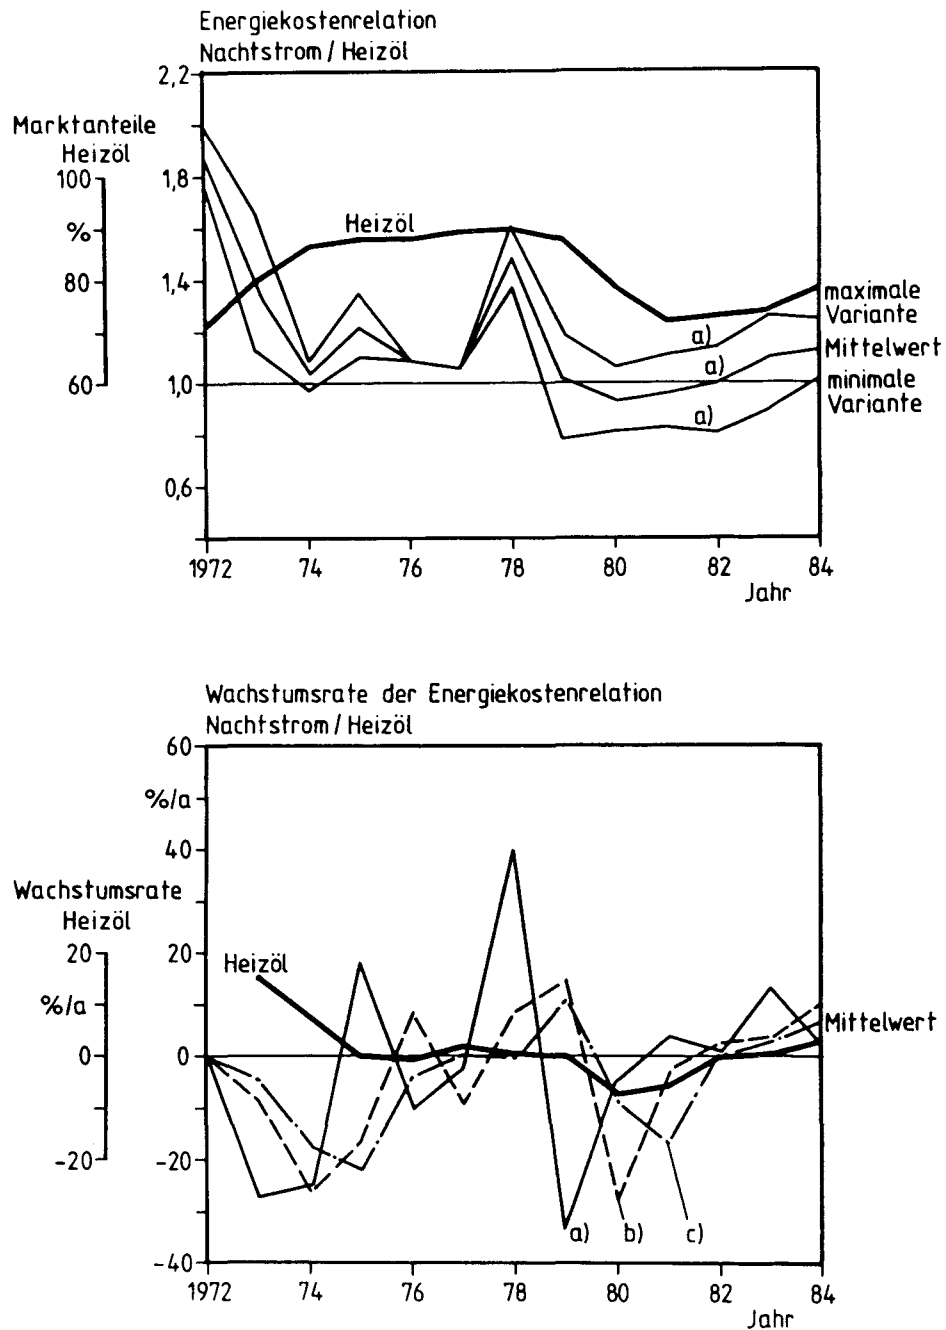 Energiekostenrelation
Nachtstrom / Heizöl
2,2
Marktanteile
Heizöl
100
%
80
60
1,8
1,4
1,0
0,6
Heizöl
a)
a)
a)
maximale
Variante
Mittelwert
minimale
Variante
1972 74 76 78 80 82 84
Jahr
Wachstumsrate der Energiekostenrelation
Nachtstrom / Heizöl
60
%/a
40
20
0
-20
-40
Wachstumsrate
Heizöl
20
%/a
0
-20
Heizöl
Mittelwert
a) b) c)
1972 74 76 78 80 82 84
Jahr